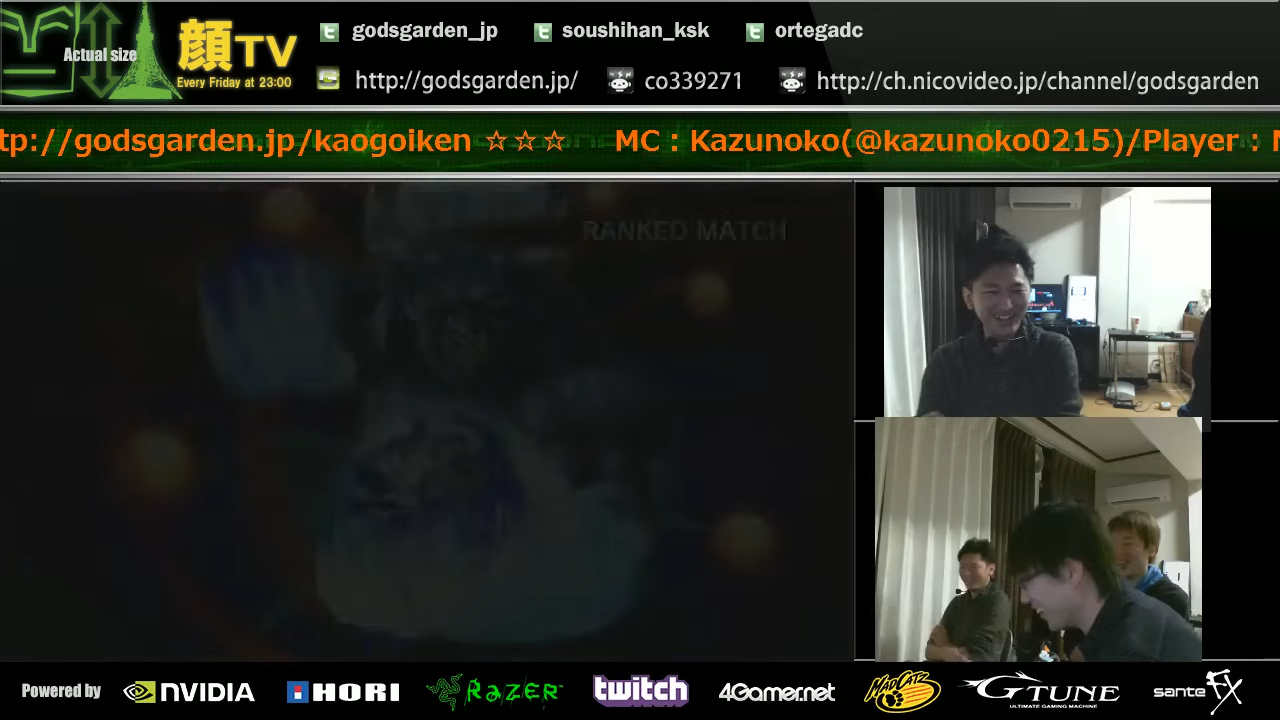 Actual size
顔TV
Every Friday at 23:00
godsgarden_jp
soushihan_ksk
ortegadc
http://godsgarden.jp/
co339271
http://ch.nicovideo.jp/channel/godsgarden
tp://godsgarden.jp/kaogoiken ☆☆☆ MC : Kazunoko(@kazunoko0215)/Player :
RANKED MATCH
Powered by
NVIDIA
HORI
RAZER
twitch
4Gamer.net
MADCATZ
GTUNE
ULTIMATE GAMING MACHINE
sante FX